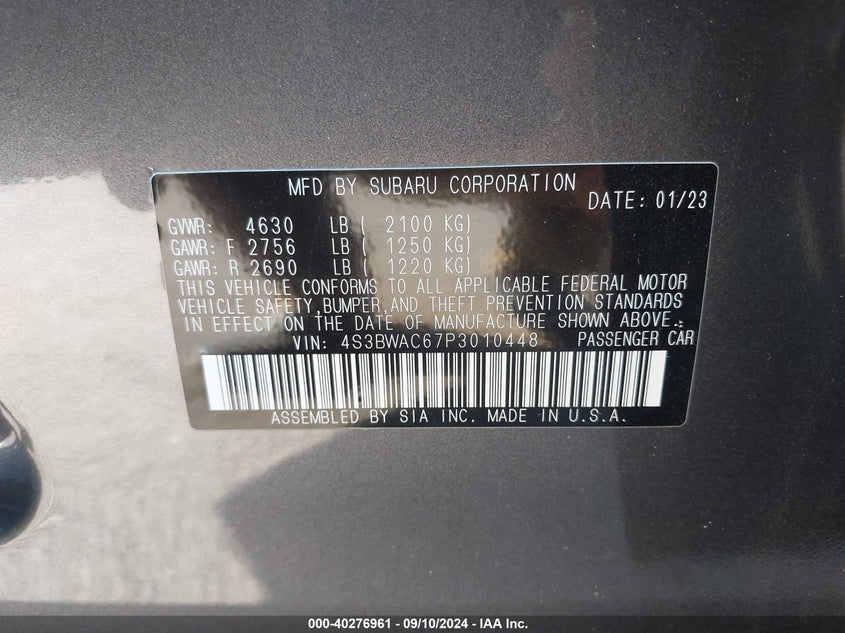 MFD BY SUBARU CORPORATION
DATE: 01/23
GVWR: 4630 LB ( 2100 KG)
GAWR: F 2756 LB ( 1250 KG)
GAWR: R 2690 LB ( 1220 KG)
THIS VEHICLE CONFORMS TO ALL APPLICABLE FEDERAL MOTOR
VEHICLE SAFETY,BUMPER,AND THEFT PREVENTION STANDARDS
IN EFFECT ON THE DATE OF MANUFACTURE SHOWN ABOVE.
VIN: 4S3BWAC67P3010448 PASSENGER CAR
ASSEMBLED BY SIA INC. MADE IN U.S.A.
000-40276961 - 09/10/2024 - IAA Inc.